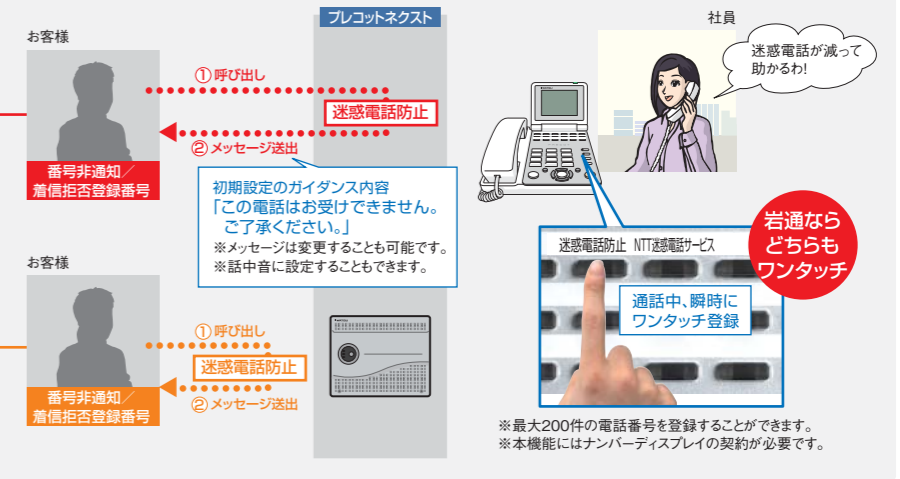 プレコットネクスト
お客様
① 呼び出し
迷惑電話防止
② メッセージ送出
番号非通知／
着信拒否登録番号
初期設定のガイダンス内容
「この電話はお受けできません。
ご了承ください。」
※メッセージは変更することも可能です。
※話中音に設定することもできます。
お客様
① 呼び出し
迷惑電話防止
② メッセージ送出
番号非通知／
着信拒否登録番号
社員
迷惑電話が減って
助かるわ!
岩通なら
どちらも
ワンタッチ
迷惑電話防止 NTT迷惑電話サービス
通話中、瞬時に
ワンタッチ登録
※最大200件の電話番号を登録することができます。
※本機能にはナンバーディスプレイの契約が必要です。